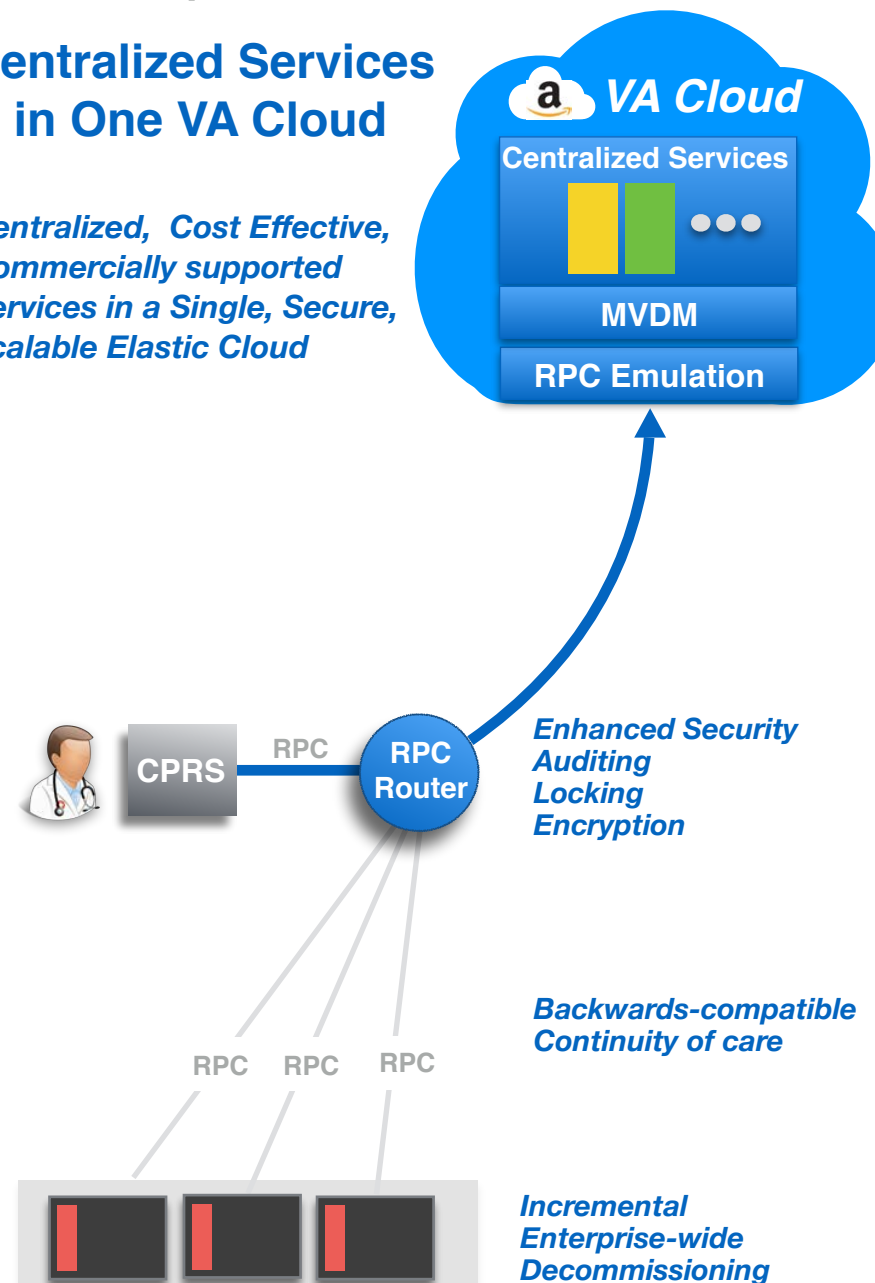 entralized Services
in One VA Cloud
entralized, Cost Effective,
ommercially supported
ervices in a Single, Secure,
calable Elastic Cloud
a VA Cloud
Centralized Services
MVDM
RPC Emulation
CPRS
RPC
RPC
Router
Enhanced Security
Auditing
Locking
Encryption
Backwards-compatible
Continuity of care
RPC RPC RPC
Incremental
Enterprise-wide
Decommissioning